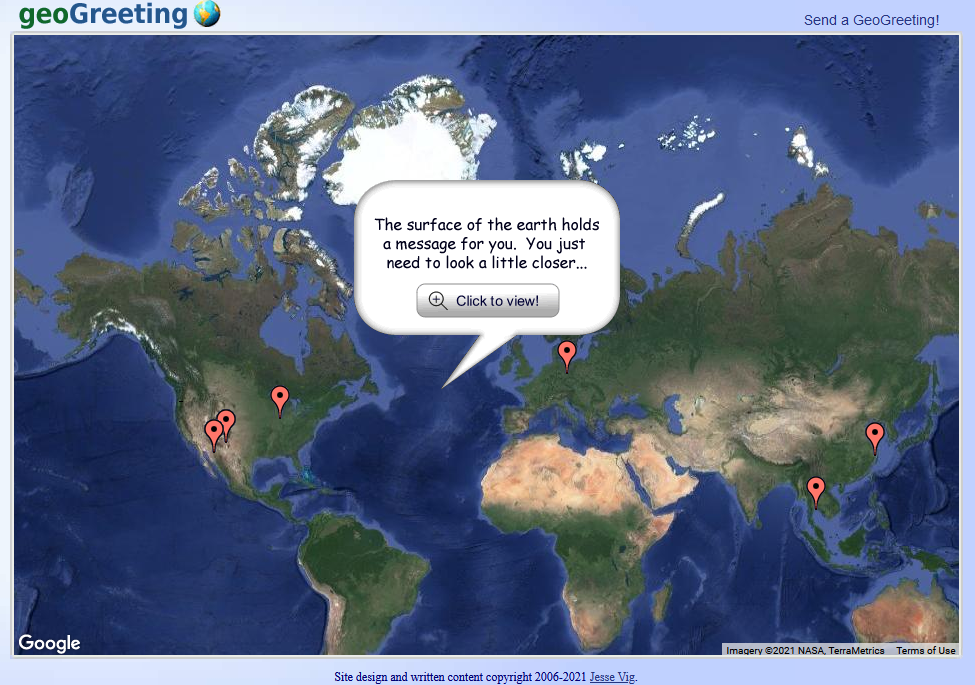 geoGreeting
Send a GeoGreeting!
The surface of the earth holds
a message for you. You just
need to look a little closer...
Click to view!
Google
Imagery ©2021 NASA, TerraMetrics Terms of Use
Site design and written content copyright 2006-2021 Jesse Vig.